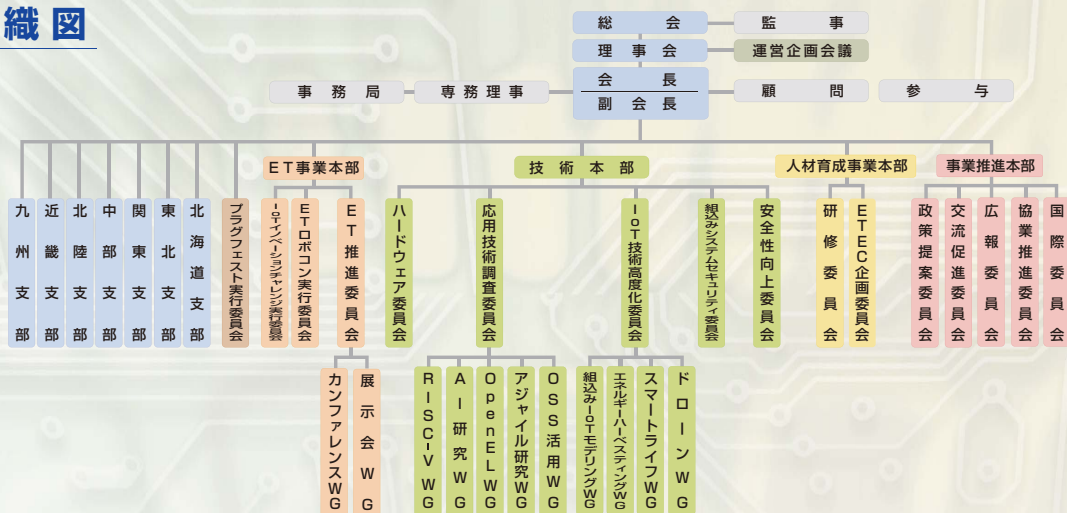 織図
総会
監事
理事会
運営企画会議
会長
副会長
事務局
専務理事
顧問
参与
ET事業本部
技術本部
人材育成事業本部
事業推進本部
九州支部
近畿支部
北陸支部
中部支部
関東支部
東北支部
北海道支部
プラグフェスト実行委員会
IoTイノベーションチャレンジ実行委員会
ETロボコン実行委員会
ET推進委員会
ハードウェア委員会
応用技術調査委員会
IoT技術高度化委員会
組込みシステムセキュリティ委員会
安全性向上委員会
研修委員会
ETEC企画委員会
政策提案委員会
交流促進委員会
広報委員会
協業推進委員会
国際委員会
カンファレンスWG
展示会WG
RISC-V WG
AI研究WG
OpenEL WG
アジャイル研究WG
OSS活用WG
組込みIoTモデリングWG
エネルギーハーベスティングWG
スマートライフWG
ドローンWG